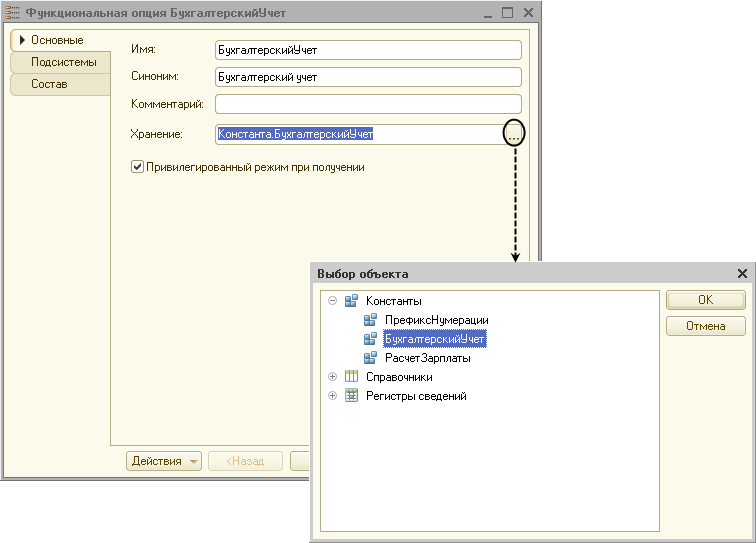 Функциональная опция БухгалтерскийУчет
Основные
Подсистемы
Состав
Имя: БухгалтерскийУчет
Синоним: Бухгалтерский учет
Комментарий:
Хранение: Константа.БухгалтерскийУчет ...
Привилегированный режим при получении
Действия <Назад
Выбор объекта
Константы
ПрефиксНумерации
БухгалтерскийУчет
РасчетЗарплаты
Справочники
Регистры сведений
OK
Отмена